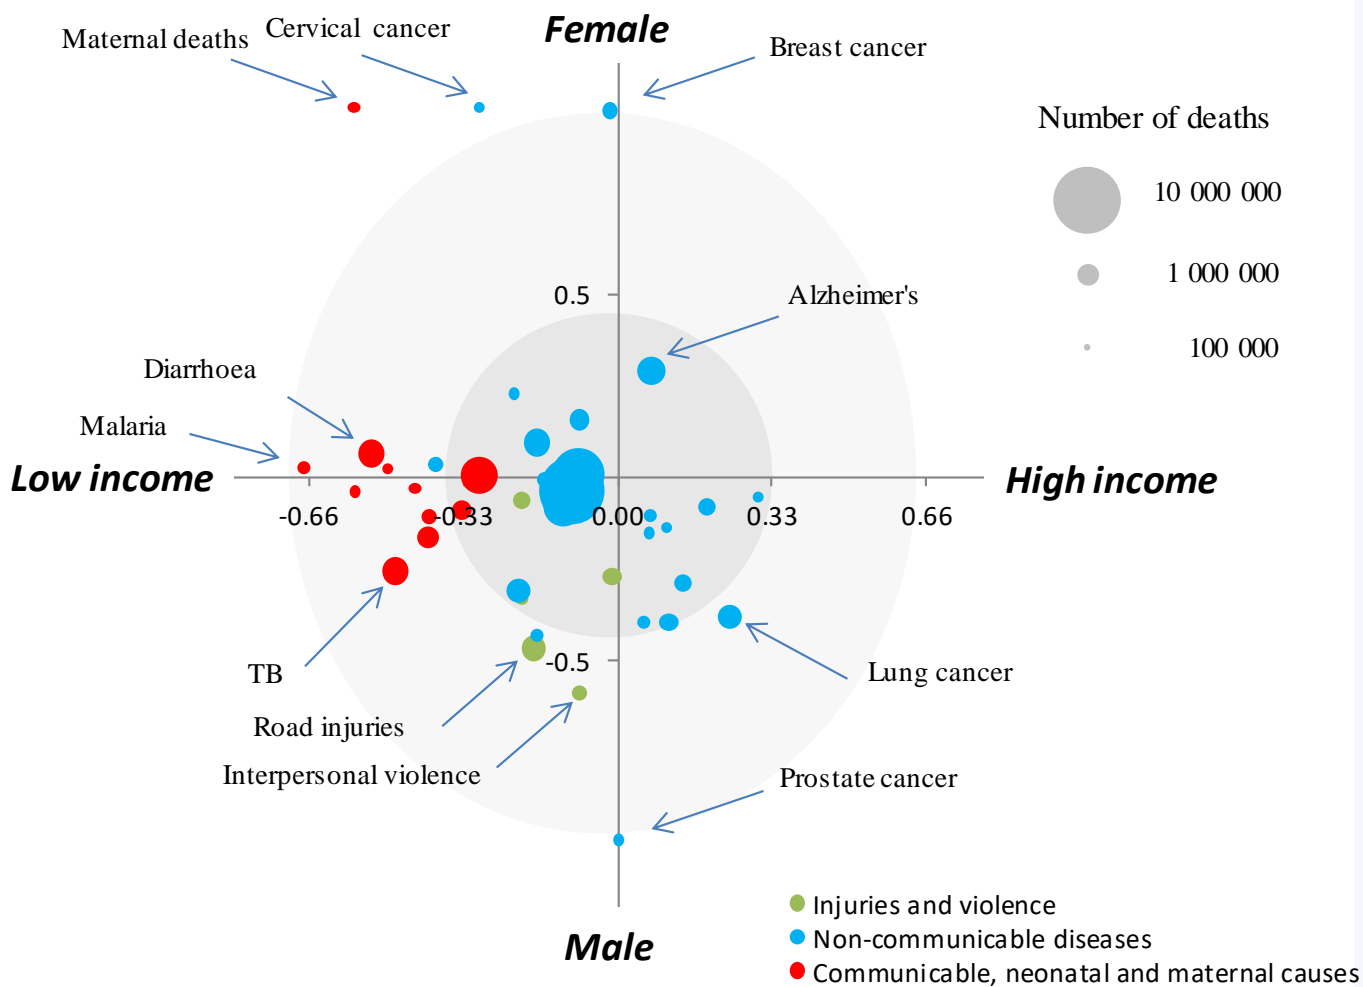 Female
Maternal deaths
Cervical cancer
Breast cancer
Number of deaths
10 000 000
1 000 000
100 000
0.5
Alzheimer's
Diarrhoea
Malaria
Low income
High income
-0.66
-0.33
0.00
0.33
0.66
TB
-0.5
Lung cancer
Road injuries
Interpersonal violence
Prostate cancer
Male
Injuries and violence
Non-communicable diseases
Communicable, neonatal and maternal causes